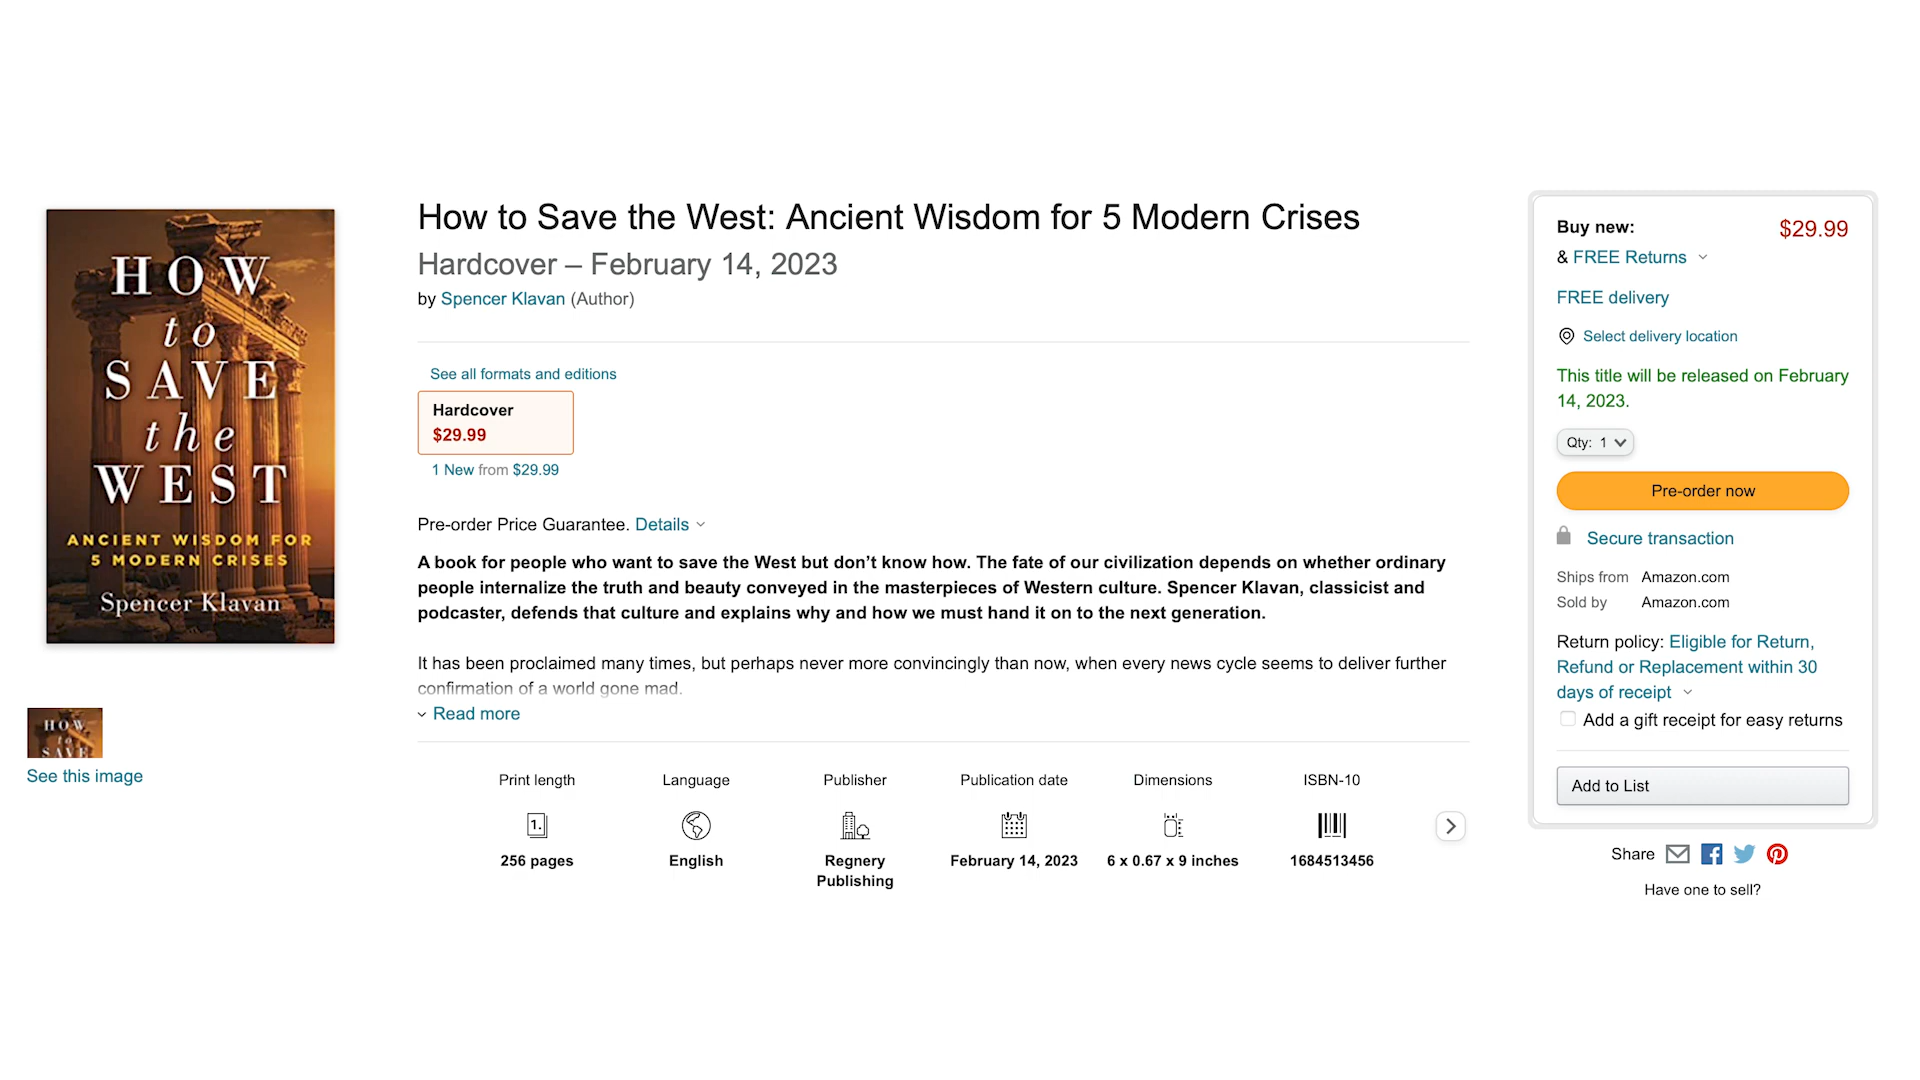 HOW
to
SAVE
the
WEST
ANCIENT WISDOM FOR
5 MODERN CRISES
Spencer Klavan
HOW
to
SAVE
See this image
How to Save the West: Ancient Wisdom for 5 Modern Crises
Hardcover – February 14, 2023
by Spencer Klavan (Author)
See all formats and editions
Hardcover
$29.99
1 New from $29.99
Pre-order Price Guarantee. Details
A book for people who want to save the West but don’t know how. The fate of our civilization depends on whether ordinary
people internalize the truth and beauty conveyed in the masterpieces of Western culture. Spencer Klavan, classicist and
podcaster, defends that culture and explains why and how we must hand it on to the next generation.
It has been proclaimed many times, but perhaps never more convincingly than now, when every news cycle seems to deliver further
confirmation of a world gone mad.
Read more
Print length
1.
256 pages
Language
English
Publisher
Regnery
Publishing
Publication date
February 14, 2023
Dimensions
6 x 0.67 x 9 inches
ISBN-10
1684513456
Buy new:
$29.99
& FREE Returns
FREE delivery
Select delivery location
This title will be released on February
14, 2023.
Qty: 1
Pre-order now
Secure transaction
Ships from Amazon.com
Sold by Amazon.com
Return policy: Eligible for Return,
Refund or Replacement within 30
days of receipt
Add a gift receipt for easy returns
Add to List
Share
Have one to sell?